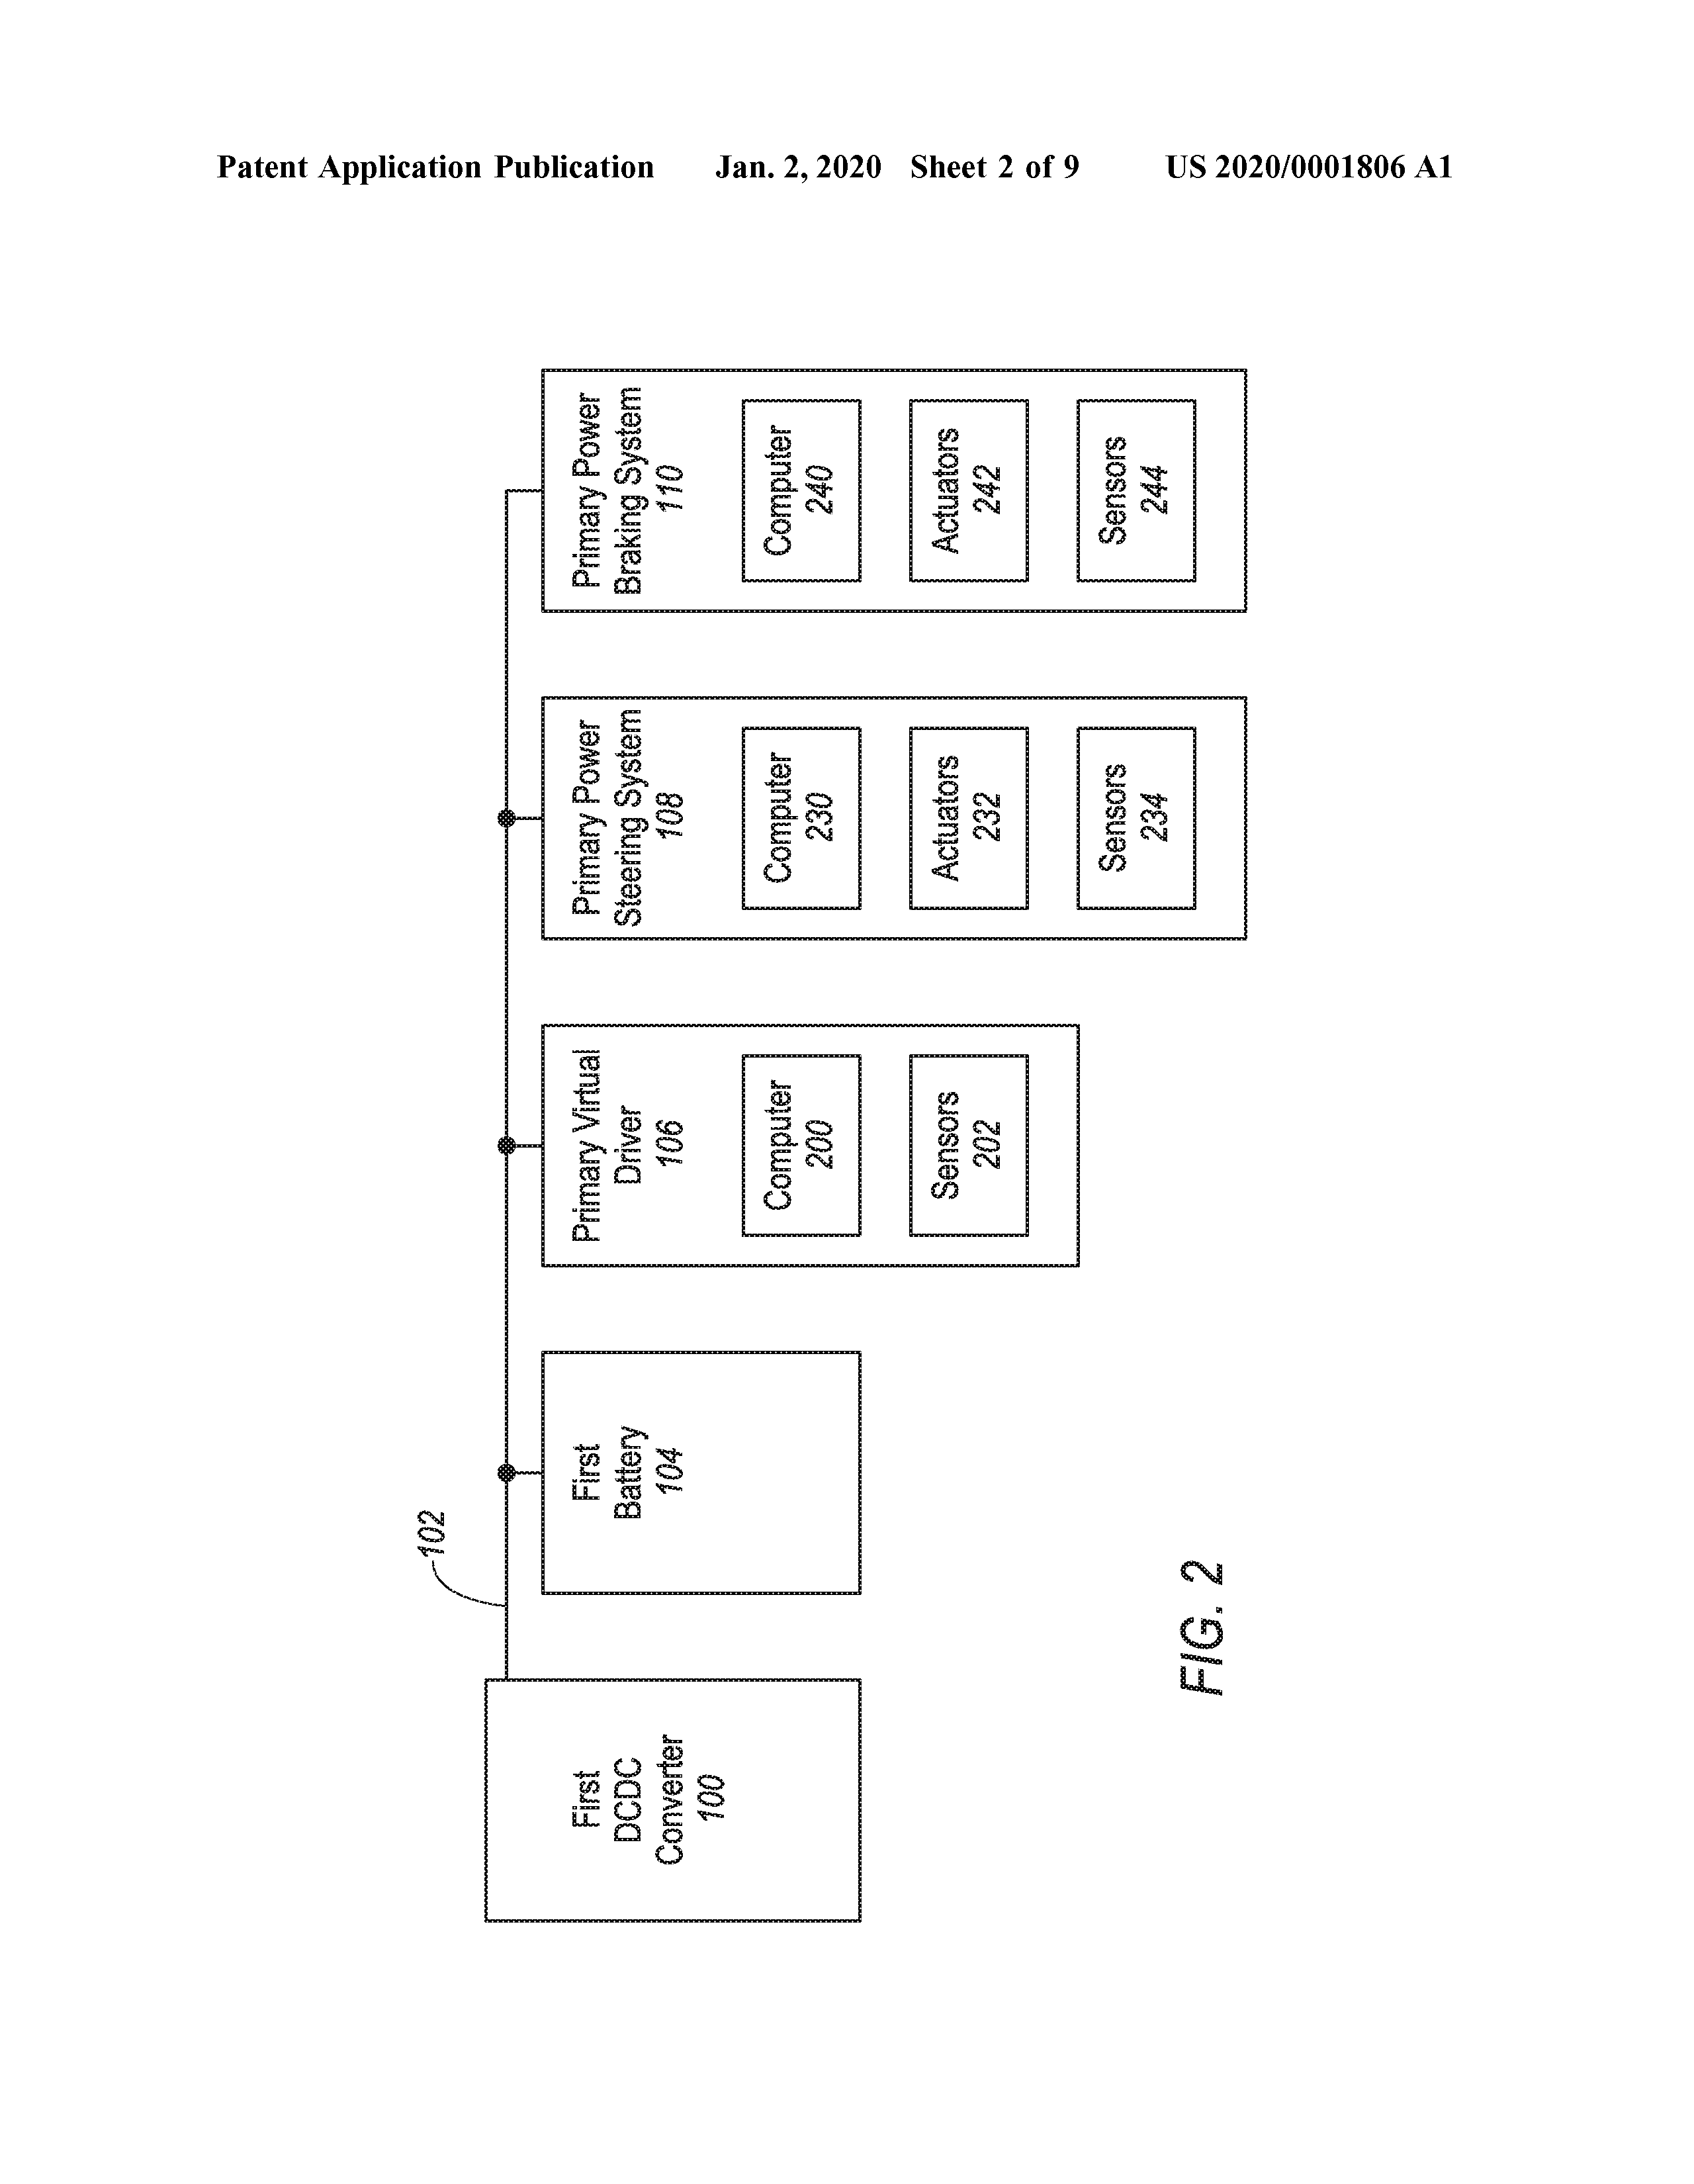 Patent Application Publication Jan. 2, 2020 Sheet 2 of 9 US 2020/0001806 A1
102
First
DCDC
Converter
100
First
Battery
104
Primary Virtual
Driver
106
Computer
200
Sensors
202
Primary Power
Steering System
108
Computer
230
Actuators
232
Sensors
234
Primary Power
Braking System
110
Computer
240
Actuators
242
Sensors
244
FIG. 2